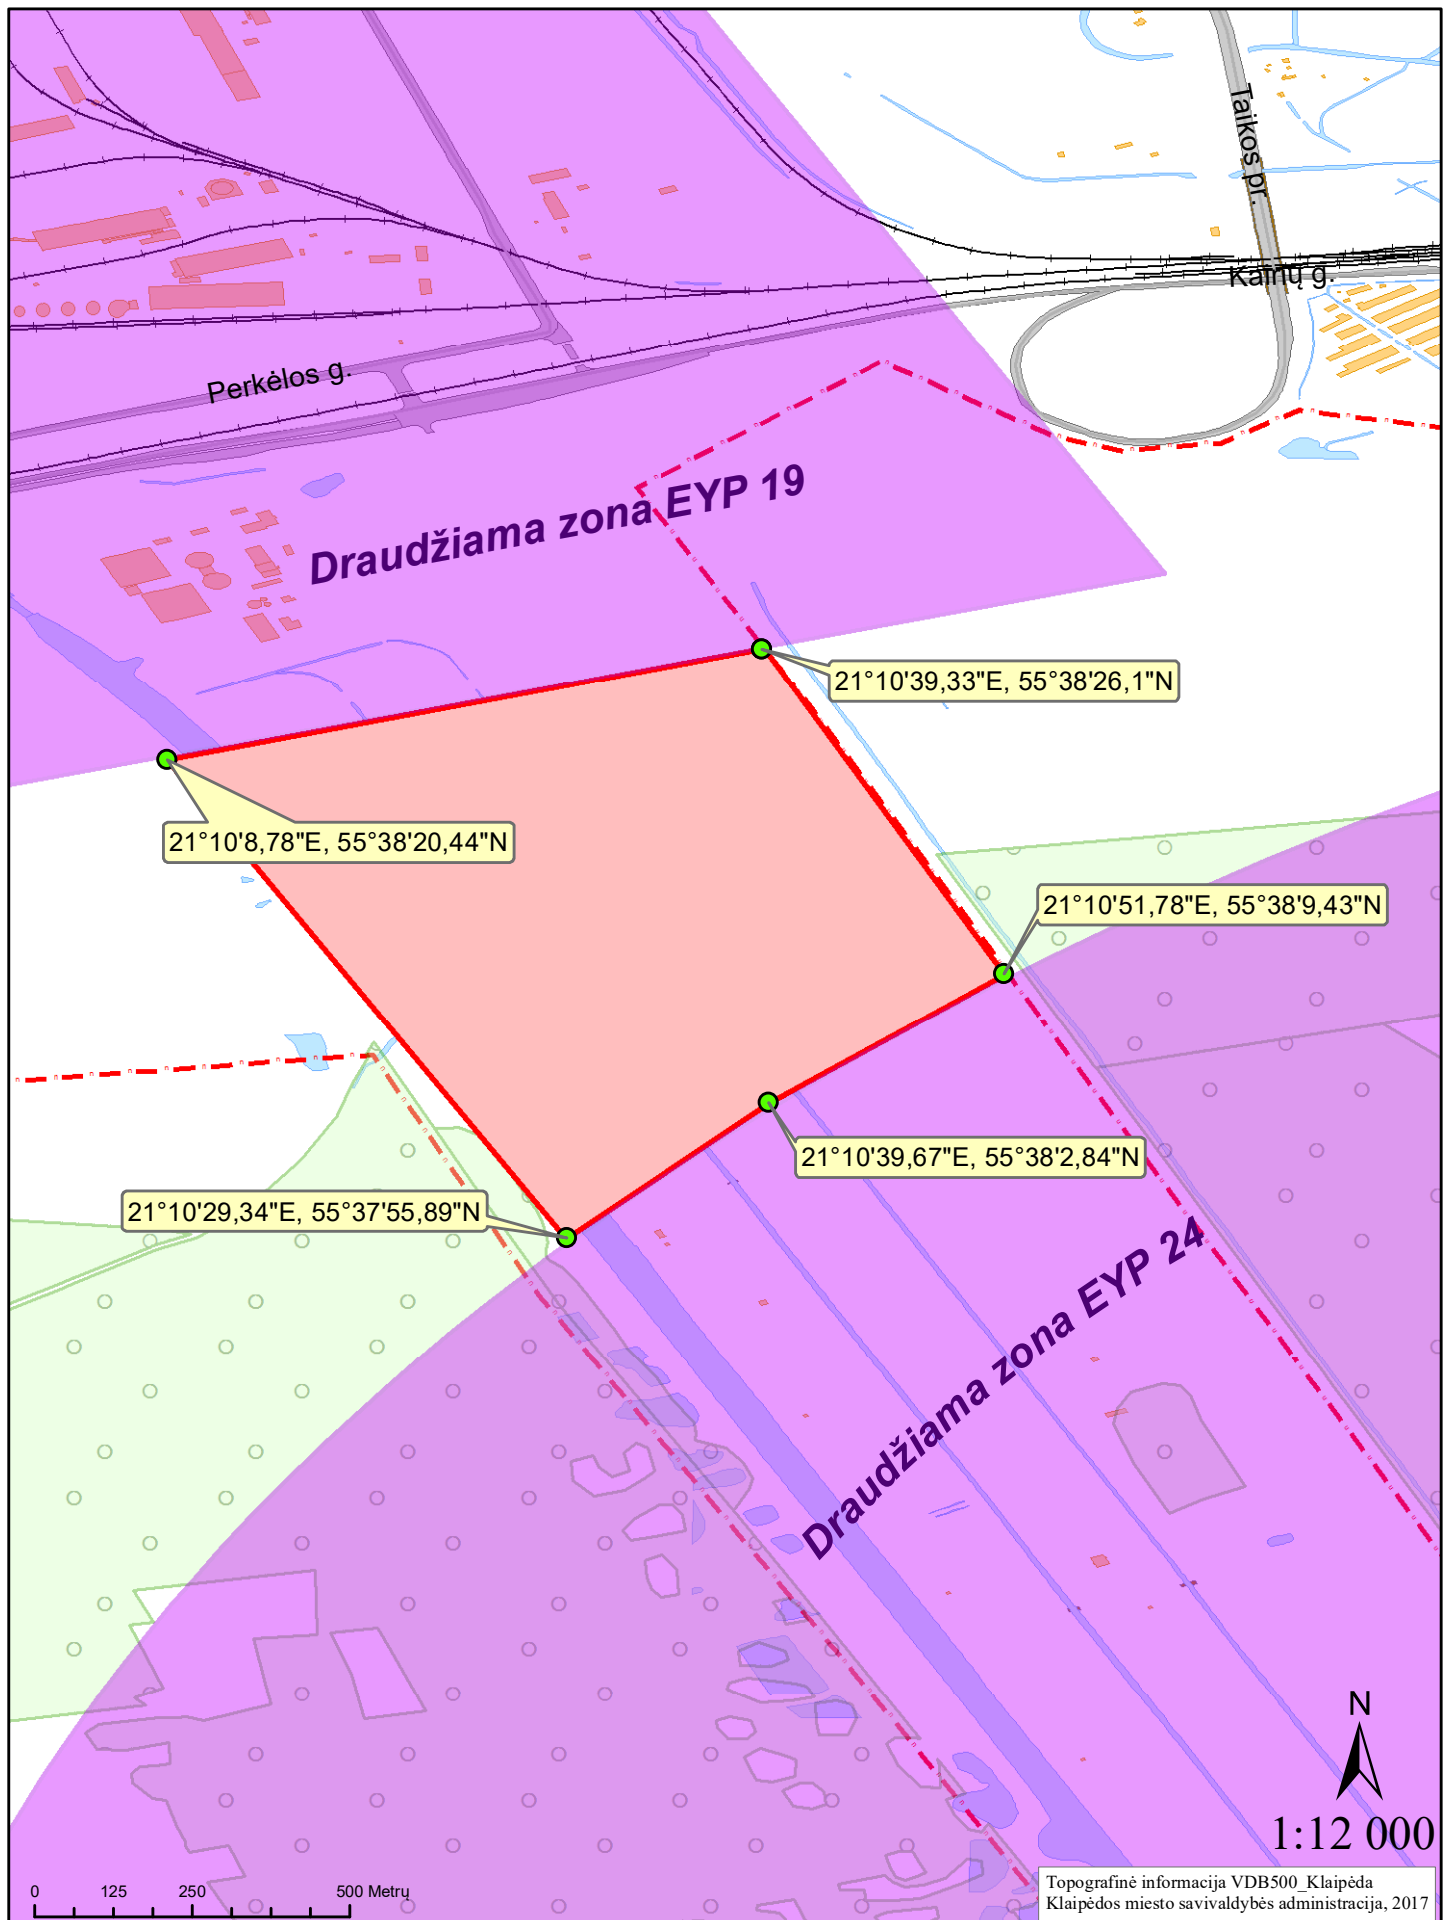 Taikos pr.
Kairių g.
Perkėlos g.
Draudžiama zona EYP 19
21°10'39,33"E, 55°38'26,1"N
21°10'8,78"E, 55°38'20,44"N
21°10'51,78"E, 55°38'9,43"N
21°10'39,67"E, 55°38'2,84"N
21°10'29,34"E, 55°37'55,89"N
Draudžiama zona EYP 24
N
1:12 000
0 125 250 500 Metrų
Topografinė informacija VDB500_Klaipėda
Klaipėdos miesto savivaldybės administracija, 2017